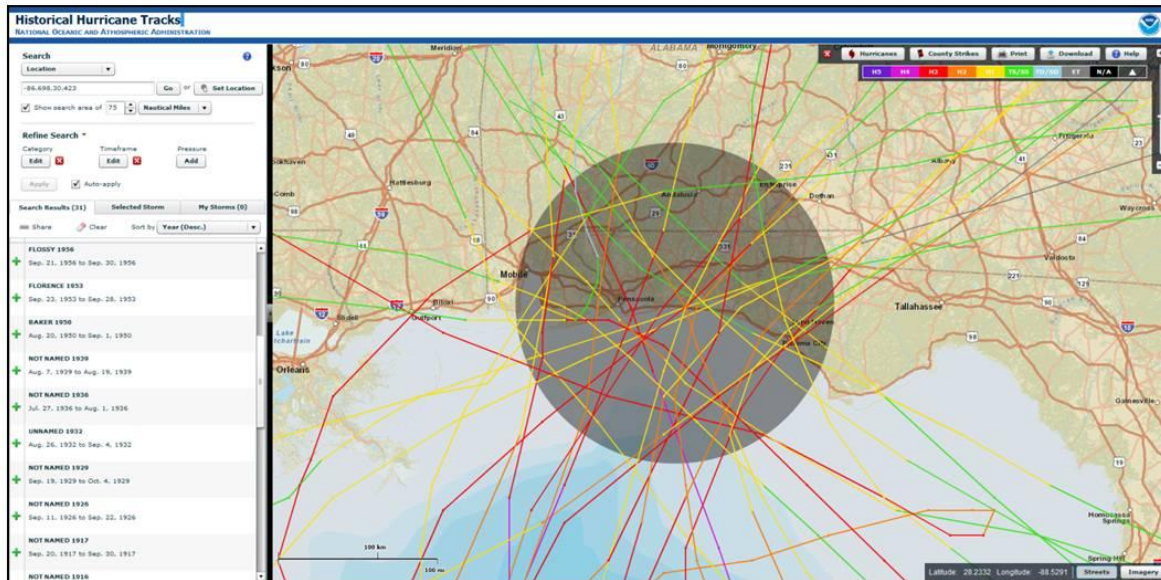 Historical Hurricane Tracks
NATIONAL OCEANIC AND ATMOSPHERIC ADMINISTRATION
Search
Location
-86.698,30.423 Go or Set Location
Show search area of 75 Nautical Miles
Refine Search
Category Timeframe Pressure
Edit Edit Add
Apply Auto-apply
Search Results (31) Selected Storm My Storms (0)
Share Clear Sort by Year (Desc.)
FLOSSY 1956
Sep. 21, 1956 to Sep. 30, 1956
FLORENCE 1953
Sep. 23, 1953 to Sep. 28, 1953
BAKER 1950
Aug. 20, 1950 to Sep. 1, 1950
NOT NAMED 1939
Aug. 7, 1939 to Aug. 19, 1939
NOT NAMED 1936
Jul. 27, 1936 to Aug. 1, 1936
UNNAMED 1932
Aug. 26, 1932 to Sep. 4, 1932
NOT NAMED 1929
Sep. 19, 1929 to Oct. 4, 1929
NOT NAMED 1926
Sep. 11, 1926 to Sep. 22, 1926
NOT NAMED 1917
Sep. 20, 1917 to Sep. 30, 1917
NOT NAMED 1916
Hurricanes Print Download Help
H5 H4 H3 H2 H1 TS/SS TD/SD ET N/A
Meridian
ALABAMA
Montgomery
Fitzgerald
Albany
Andalusia
Enterprise
Dothan
Waycross
Valdosta
Mobile
Pensacola
Tallahassee
Biloxi
Gulfport
Slidell
Lake
Orleans
Gainesville
Homosassa
Springs
Spring Hill
100 km
100 mi
Latitude: 28.2332 Longitude: -88.5291 Streets Imagery